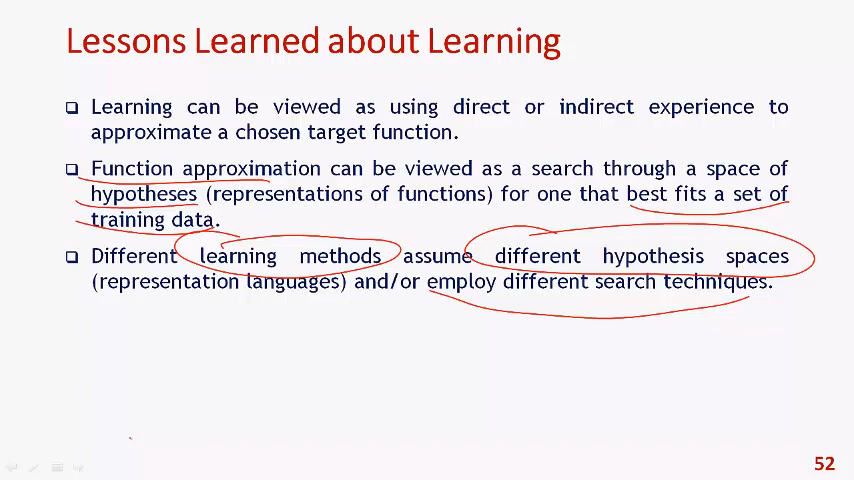 Lessons Learned about Learning
❑ Learning can be viewed as using direct or indirect experience to
approximate a chosen target function.
❑ Function approximation can be viewed as a search through a space of
hypotheses (representations of functions) for one that best fits a set of
training data.
❑ Different learning methods assume different hypothesis spaces
(representation languages) and/or employ different search techniques.
52